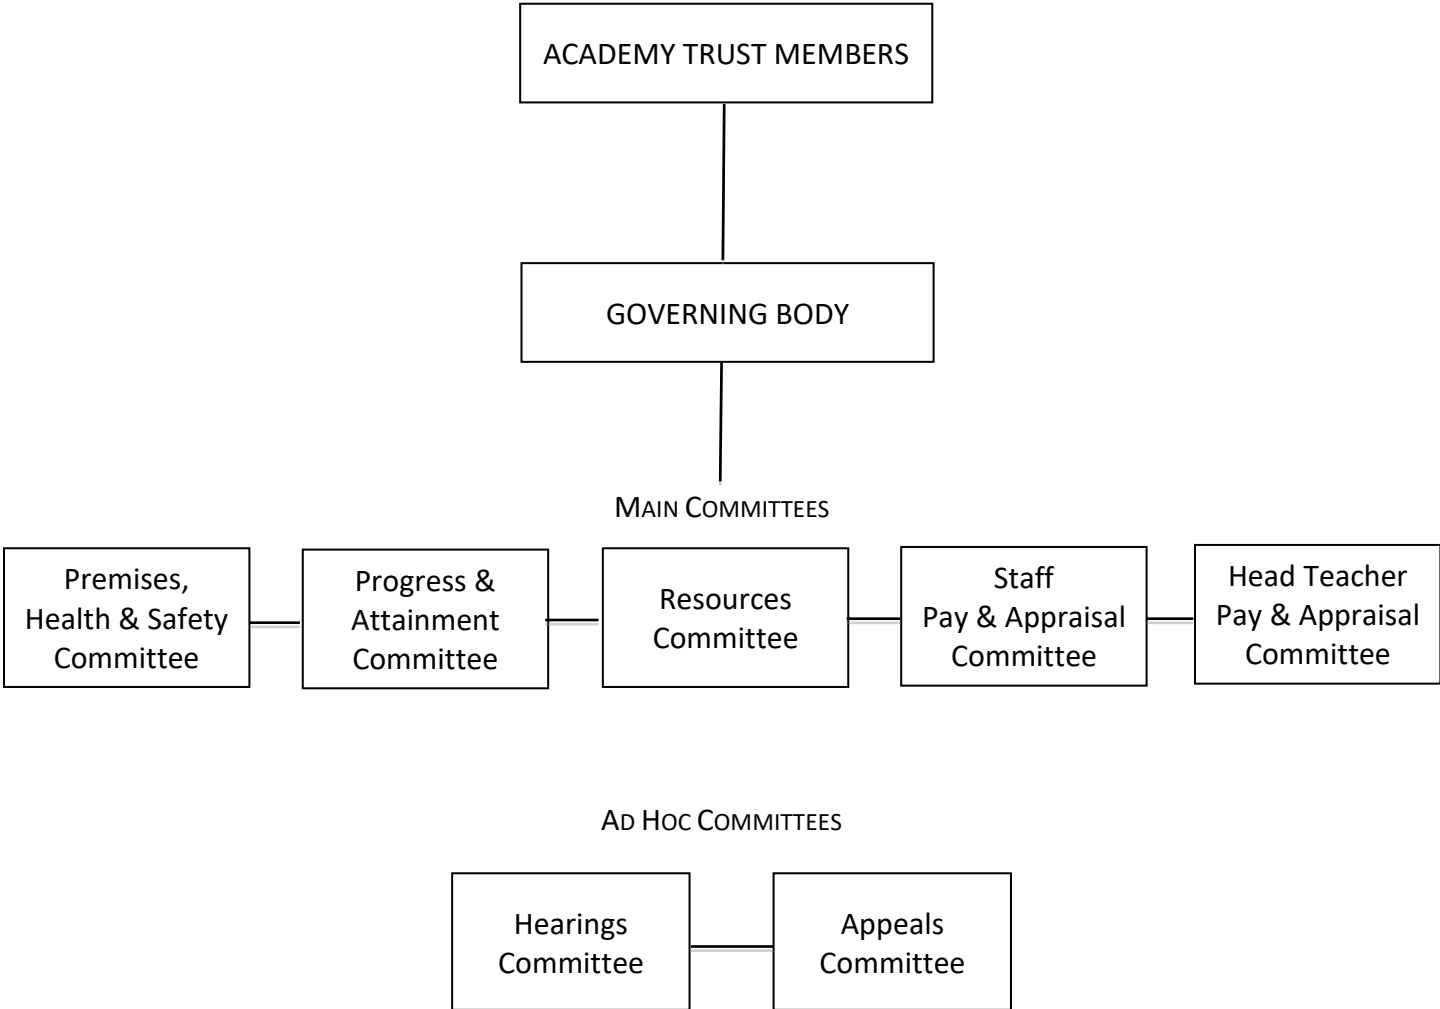 ACADEMY TRUST MEMBERS
GOVERNING BODY
MAIN COMMITTEES
Premises,
Health & Safety
Committee
Progress &
Attainment
Committee
Resources
Committee
Staff
Pay & Appraisal
Committee
Head Teacher
Pay & Appraisal
Committee
AD HOC COMMITTEES
Hearings
Committee
Appeals
Committee